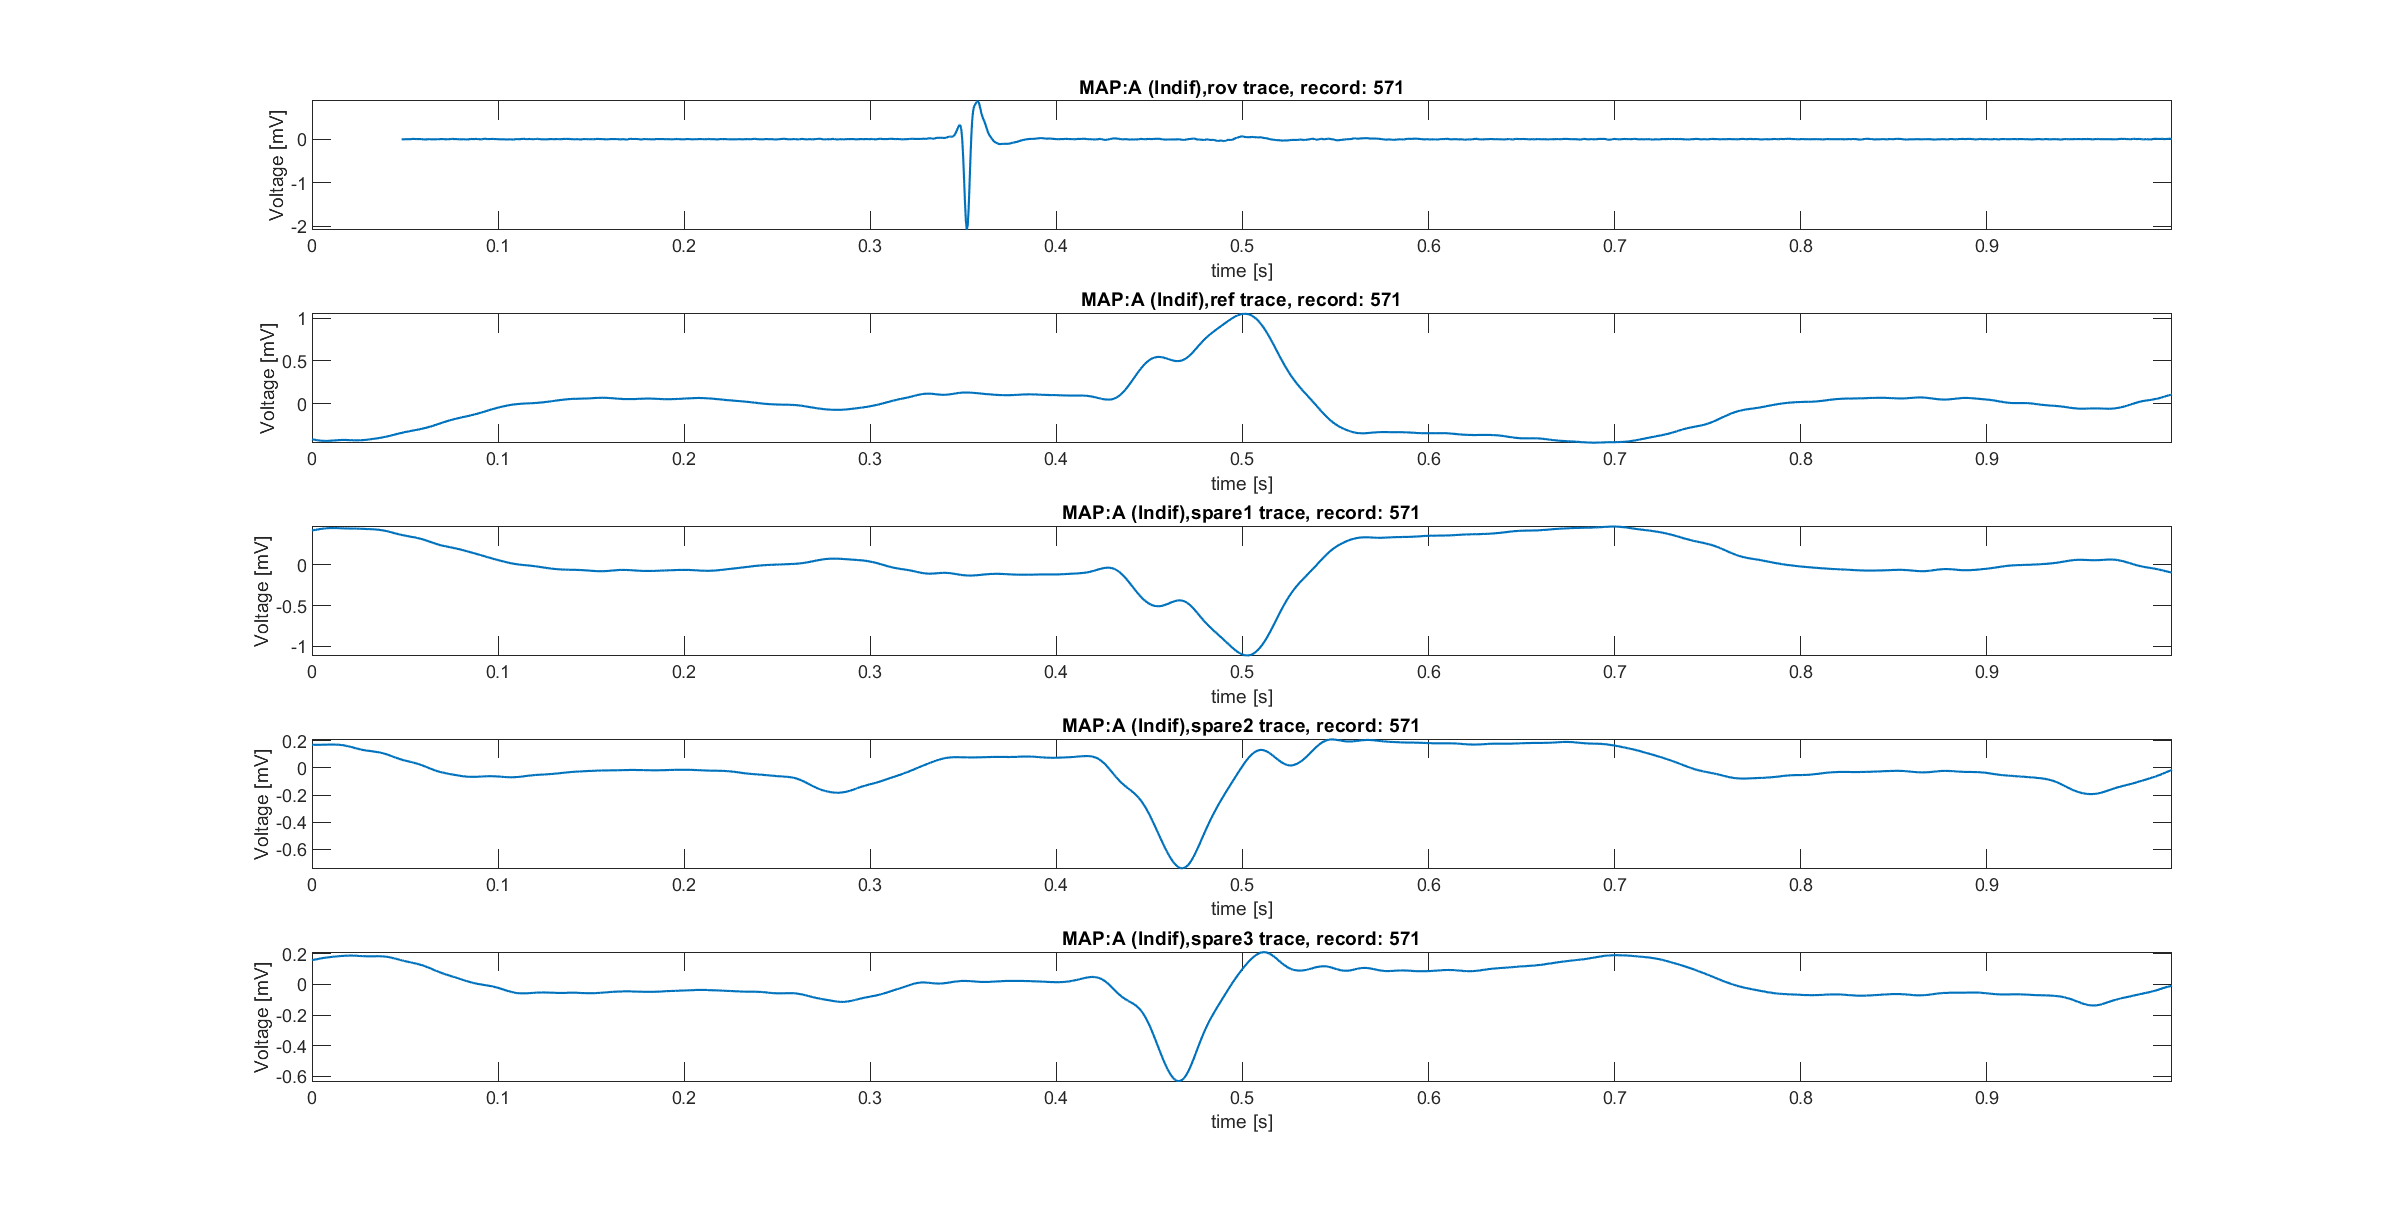 MAP:A (Indif),rov trace, record: 571
Voltage [mV]
0
-1
-2
0 0.1 0.2 0.3 0.4 0.5 0.6 0.7 0.8 0.9
time [s]
MAP:A (Indif),ref trace, record: 571
Voltage [mV]
1
0.5
0
0 0.1 0.2 0.3 0.4 0.5 0.6 0.7 0.8 0.9
time [s]
MAP:A (Indif),spare1 trace, record: 571
Voltage [mV]
0
-0.5
-1
0 0.1 0.2 0.3 0.4 0.5 0.6 0.7 0.8 0.9
time [s]
MAP:A (Indif),spare2 trace, record: 571
Voltage [mV]
0.2
0
-0.2
-0.4
-0.6
0 0.1 0.2 0.3 0.4 0.5 0.6 0.7 0.8 0.9
time [s]
MAP:A (Indif),spare3 trace, record: 571
Voltage [mV]
0.2
0
-0.2
-0.4
-0.6
0 0.1 0.2 0.3 0.4 0.5 0.6 0.7 0.8 0.9
time [s]